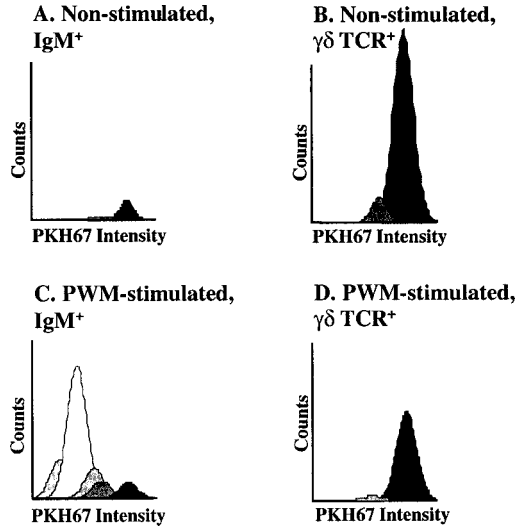 A. Non-stimulated,
IgM+
Counts
PKH67 Intensity
B. Non-stimulated,
γδ TCR+
Counts
PKH67 Intensity
C. PWM-stimulated,
IgM+
Counts
PKH67 Intensity
D. PWM-stimulated,
γδ TCR+
Counts
PKH67 Intensity